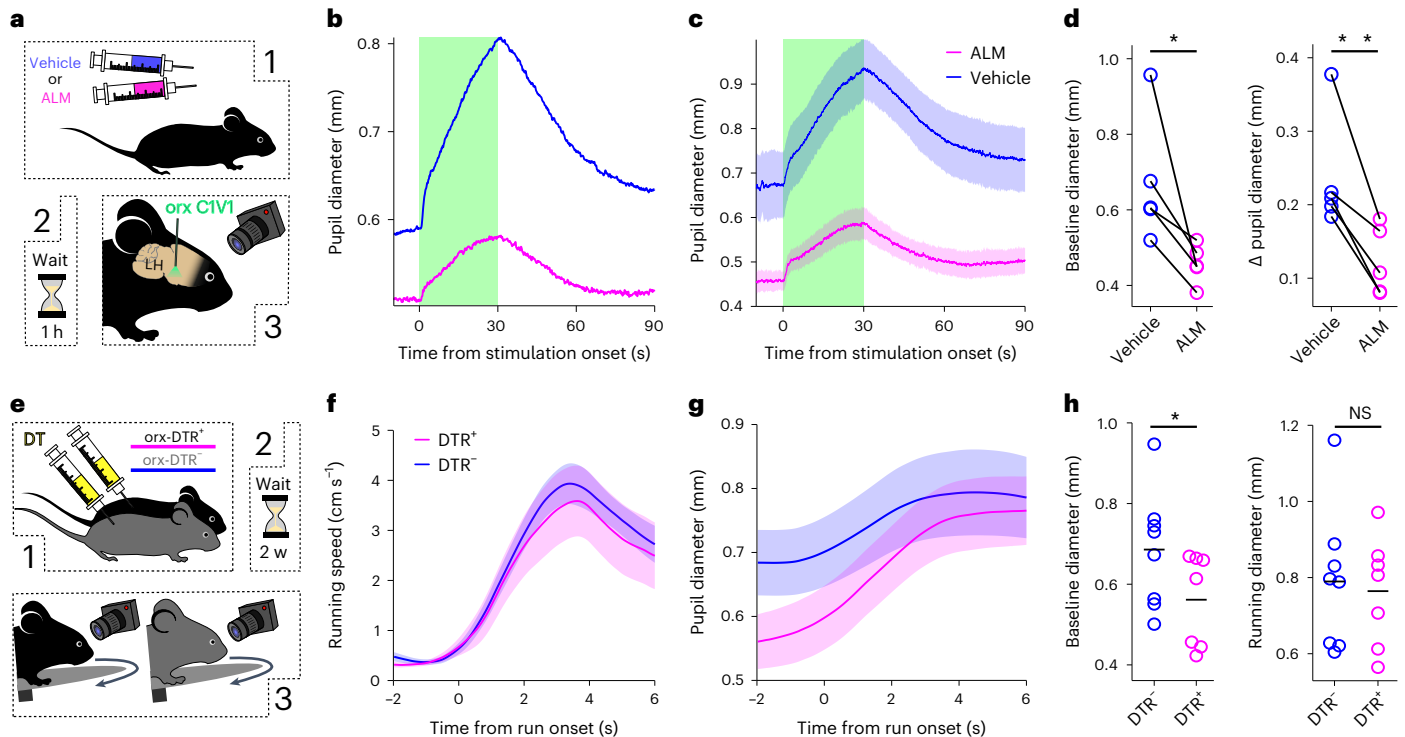 a
Vehicle
or
ALM
1
2
Wait
1 h
orx C1V1
LH
3
b
Pupil diameter (mm)
0.8
0.7
0.6
0 30 60 90
Time from stimulation onset (s)
c
Pupil diameter (mm)
0.9
0.8
0.7
0.6
0.5
0.4
0 30 60 90
Time from stimulation onset (s)
ALM
Vehicle
d
*
Baseline diameter (mm)
1.0
0.8
0.6
0.4
Vehicle ALM
* *
Δ pupil diameter (mm)
0.4
0.3
0.2
0.1
Vehicle ALM
e
DT
orx-DTR⁺
orx-DTR⁻
1
2
Wait
2 w
3
f
Running speed (cm s⁻¹)
5
4
3
2
1
0
−2 0 2 4 6
Time from run onset (s)
DTR⁺
DTR⁻
g
Pupil diameter (mm)
0.9
0.8
0.7
0.6
0.5
−2 0 2 4 6
Time from run onset (s)
h
*
Baseline diameter (mm)
1.0
0.8
0.6
0.4
DTR⁻ DTR⁺
NS
Running diameter (mm)
1.2
1.0
0.8
0.6
DTR⁻ DTR⁺